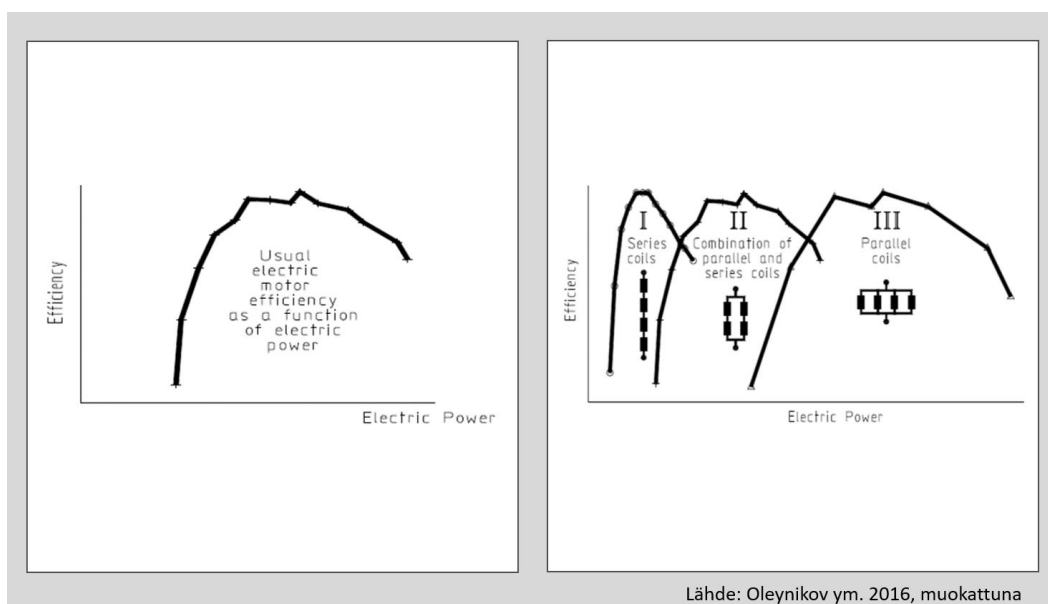 Efficiency
Usual
electric
motor
efficiency
as a function
of electric
power
Electric Power
Efficiency
I
Series
coils
II
Combination of
parallel and
series coils
III
Parallel
coils
Electric Power
Lähde: Oleynikov ym. 2016, muokattuna